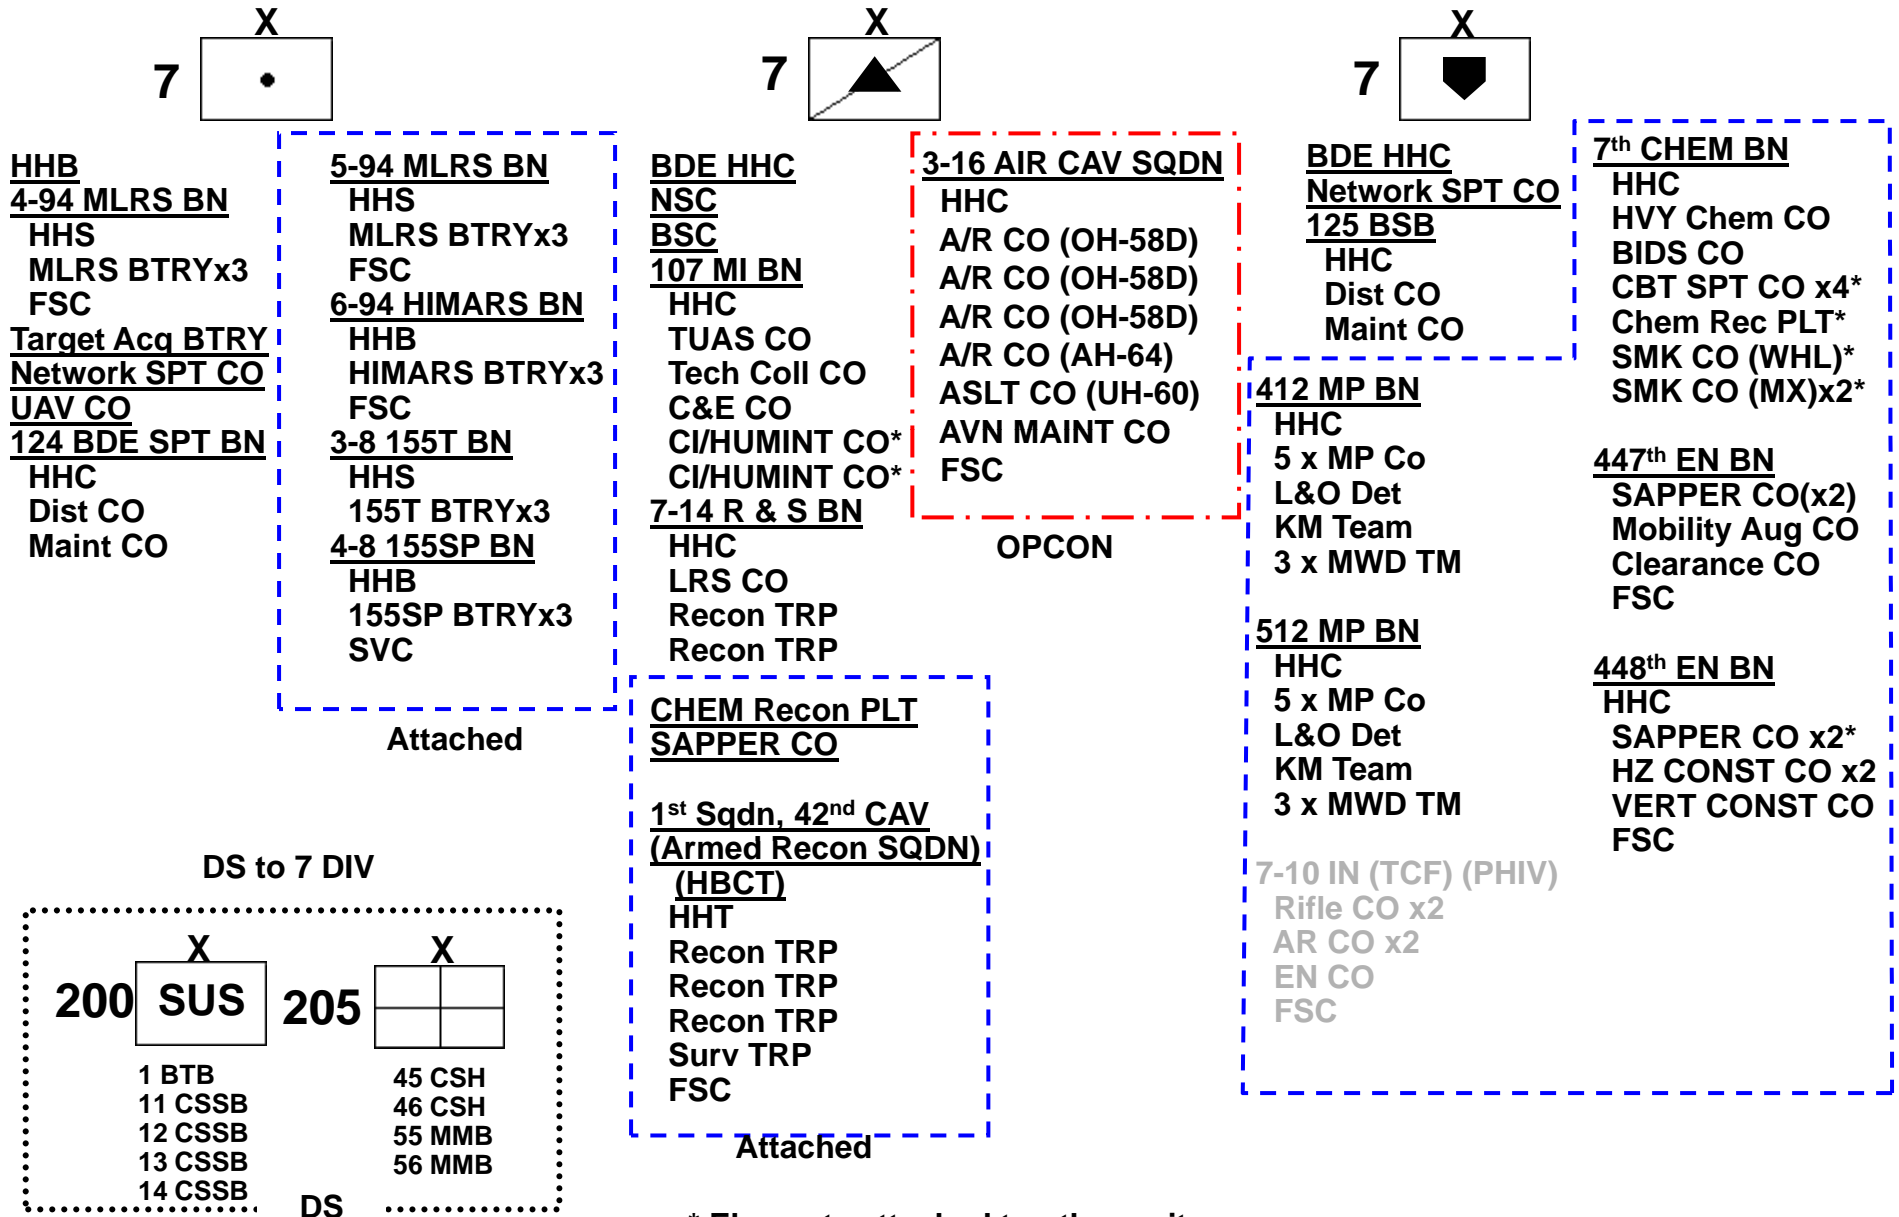 X
7
HHB
4-94 MLRS BN
HHS
MLRS BTRYx3
FSC
Target Acq BTRY
Network SPT CO
UAV CO
124 BDE SPT BN
HHC
Dist CO
Maint CO
5-94 MLRS BN
HHS
MLRS BTRYx3
FSC
6-94 HIMARS BN
HHB
HIMARS BTRYx3
FSC
3-8 155T BN
HHS
155T BTRYx3
4-8 155SP BN
HHB
155SP BTRYx3
SVC
Attached
X
7
BDE HHC
NSC
BSC
107 MI BN
HHC
TUAS CO
Tech Coll CO
C&E CO
CI/HUMINT CO*
CI/HUMINT CO*
7-14 R & S BN
HHC
LRS CO
Recon TRP
Recon TRP
CHEM Recon PLT
SAPPER CO
1st Sqdn, 42nd CAV
(Armed Recon SQDN)
(HBCT)
HHT
Recon TRP
Recon TRP
Recon TRP
Surv TRP
FSC
Attached
3-16 AIR CAV SQDN
HHC
A/R CO (OH-58D)
A/R CO (OH-58D)
A/R CO (OH-58D)
A/R CO (AH-64)
ASLT CO (UH-60)
AVN MAINT CO
FSC
OPCON
X
7
BDE HHC
Network SPT CO
125 BSB
HHC
Dist CO
Maint CO
412 MP BN
HHC
5 x MP Co
L&O Det
KM Team
3 x MWD TM
512 MP BN
HHC
5 x MP Co
L&O Det
KM Team
3 x MWD TM
7-10 IN (TCF) (PHIV)
Rifle CO x2
AR CO x2
EN CO
FSC
7th CHEM BN
HHC
HVY Chem CO
BIDS CO
CBT SPT CO x4*
Chem Rec PLT*
SMK CO (WHL)*
SMK CO (MX)x2*
447th EN BN
SAPPER CO(x2)
Mobility Aug CO
Clearance CO
FSC
448th EN BN
HHC
SAPPER CO x2*
HZ CONST CO x2
VERT CONST CO
FSC
DS to 7 DIV
X
200 SUS
1 BTB
11 CSSB
12 CSSB
13 CSSB
14 CSSB
X
205
45 CSH
46 CSH
55 MMB
56 MMB
DS